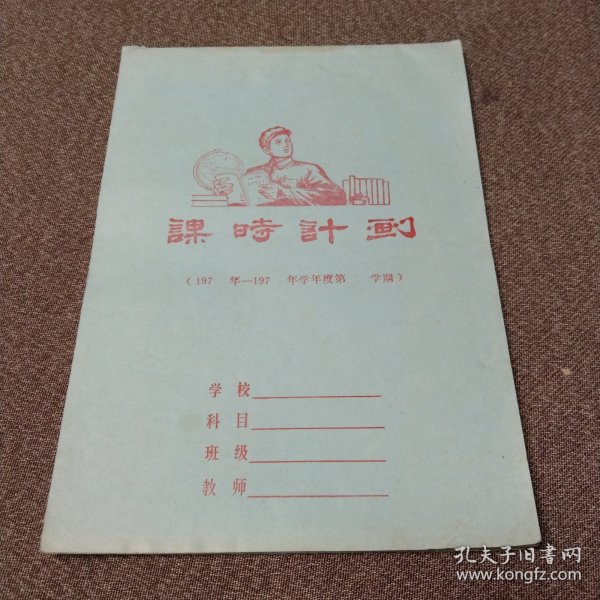 課時計劃
（197　年—197　年学年度第　学期）
学校
科目
班级
教师
孔夫子旧书网
www.kongfz.com